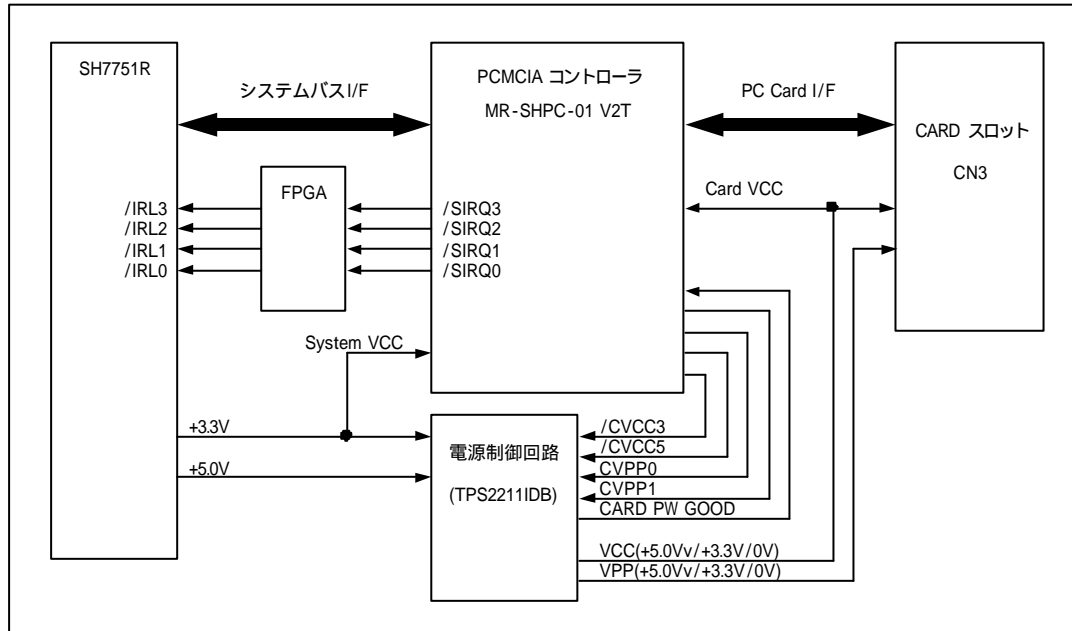 SH7751R
システムバスI/F
PCMCIA コントローラ
MR-SHPC-01 V2T
PC Card I/F
CARD スロット
CN3
FPGA
Card VCC
/IRL3
/IRL2
/IRL1
/IRL0
/SIRQ3
/SIRQ2
/SIRQ1
/SIRQ0
System VCC
+3.3V
+5.0V
電源制御回路
(TPS2211IDB)
/CVCC3
/CVCC5
CVPP0
CVPP1
CARD PW GOOD
VCC(+5.0Vv/+3.3V/0V)
VPP(+5.0Vv/+3.3V/0V)